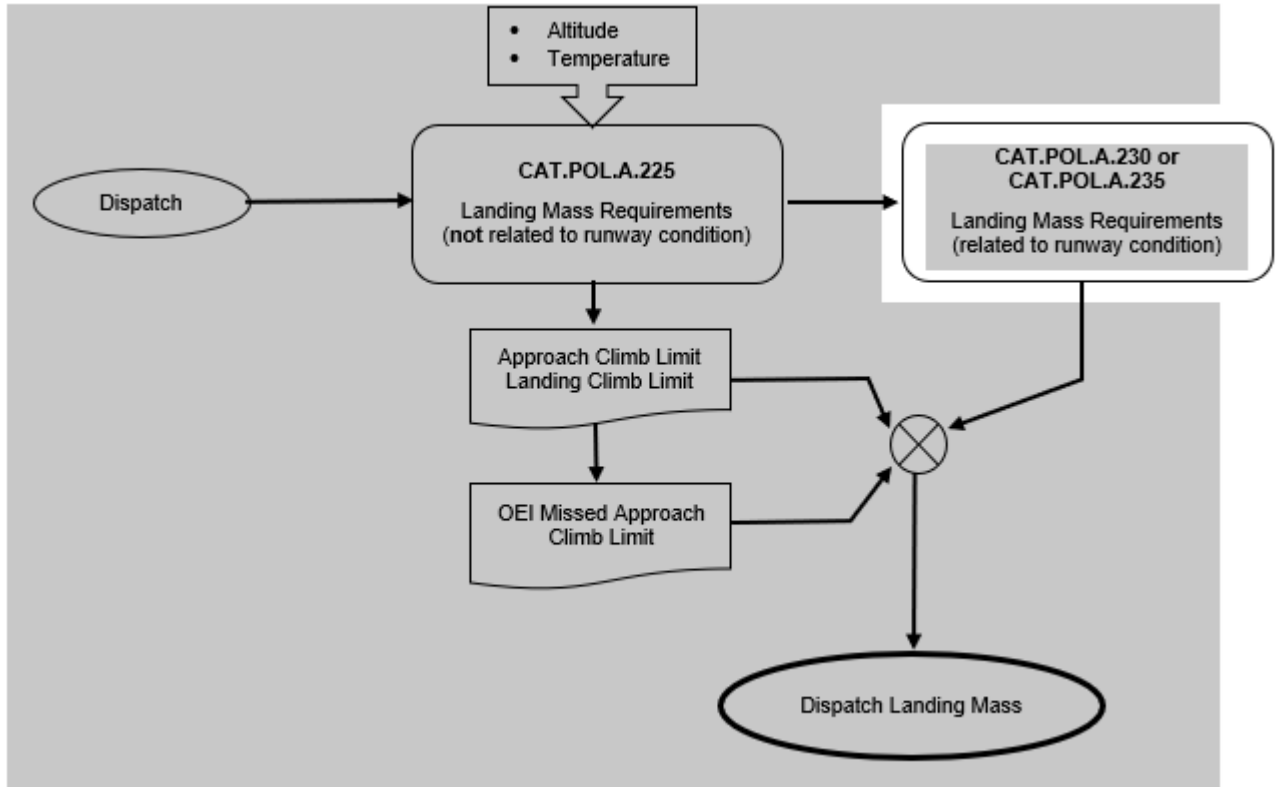 • Altitude
• Temperature
CAT.POL.A.225
Landing Mass Requirements
(not related to runway condition)
CAT.POL.A.230 or
CAT.POL.A.235
Landing Mass Requirements
(related to runway condition)
Dispatch
Approach Climb Limit
Landing Climb Limit
OEI Missed Approach
Climb Limit
Dispatch Landing Mass